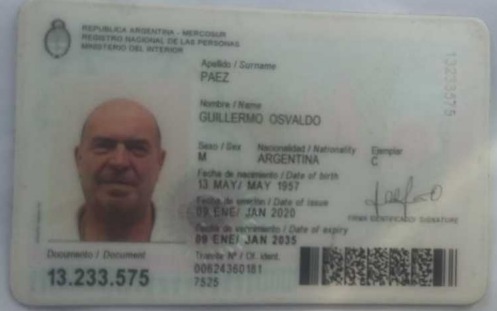 REPUBLICA ARGENTINA - MERCOSUR
REGISTRO NACIONAL DE LAS PERSONAS
MINISTERIO DEL INTERIOR
Apellido / Surname
PAEZ
Nombre / Name
GUILLERMO OSVALDO
Sexo / Sex Nacionalidad / Nationality Ejemplar
M ARGENTINA C
Fecha de nacimiento / Date of birth
13 MAY/ MAY 1957
Fecha de emisión / Date of issue
09 ENE/ JAN 2020
FIRMA IDENTIFICADO / SIGNATURE
Fecha de vencimiento / Date of expiry
09 ENE/ JAN 2035
Documento / Document
13.233.575
Trámite Nº / Of. ident.
00624360181
7525
13233575